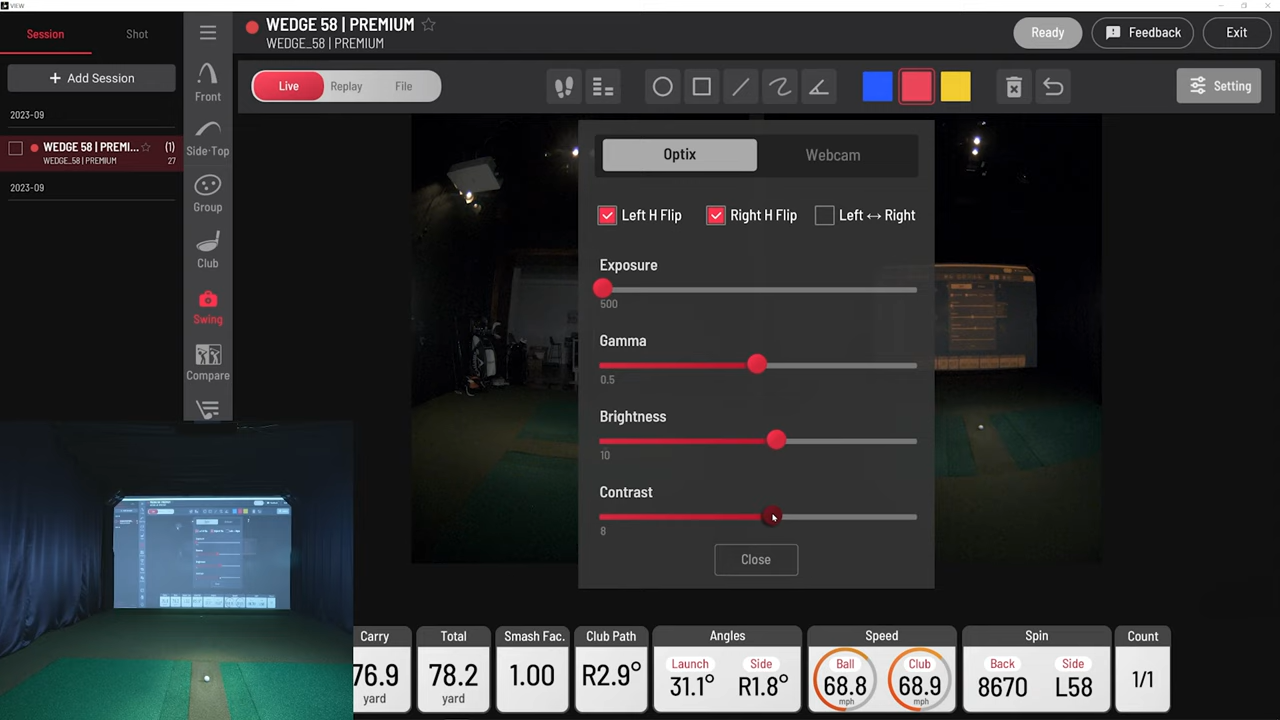 VIEW
Session
Shot
Add Session
2023-09
WEDGE 58 | PREMI...
(1)
WEDGE_58 | PREMIUM
27
2023-09
Front
Side-Top
Group
Club
Swing
Compare
WEDGE 58 | PREMIUM
WEDGE_58 | PREMIUM
Ready
Feedback
Exit
Live
Replay
File
Setting
Optix
Webcam
Left H Flip
Right H Flip
Left ↔ Right
Exposure
500
Gamma
0.5
Brightness
10
Contrast
8
Close
Carry
76.9
yard
Total
78.2
yard
Smash Fac.
1.00
Club Path
R2.9°
Angles
Launch
31.1°
Side
R1.8°
Speed
Ball
68.8
mph
Club
68.9
mph
Spin
Back
8670
Side
L58
Count
1/1